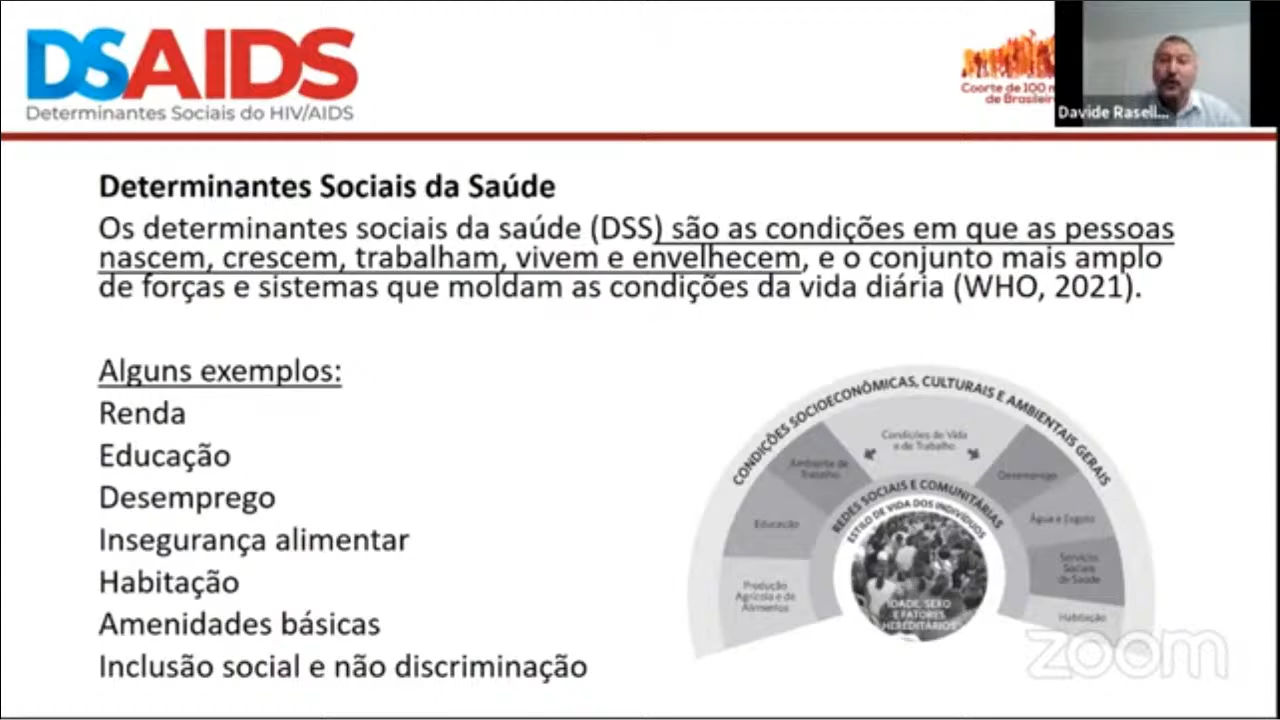 DSAIDS
Determinantes Sociais do HIV/AIDS
Coorte de 100 m
de Brasileir
Davide Rasell...
Determinantes Sociais da Saúde
Os determinantes sociais da saúde (DSS) são as condições em que as pessoas
nascem, crescem, trabalham, vivem e envelhecem, e o conjunto mais amplo
de forças e sistemas que moldam as condições da vida diária (WHO, 2021).
Alguns exemplos:
Renda
Educação
Desemprego
Insegurança alimentar
Habitação
Amenidades básicas
Inclusão social e não discriminação
CONDIÇÕES SOCIOECONÔMICAS, CULTURAIS E AMBIENTAIS GERAIS
Condições de Vida
e de Trabalho
Ambiente de
Trabalho
Desemprego
REDES SOCIAIS E COMUNITÁRIAS
ESTILO DE VIDA DOS INDIVÍDUOS
Educação
Água e Esgoto
Produção
Agrícola e de
Alimentos
Serviços
Sociais
de Saúde
IDADE, SEXO
E FATORES
HEREDITÁRIOS
Habitação
zoom